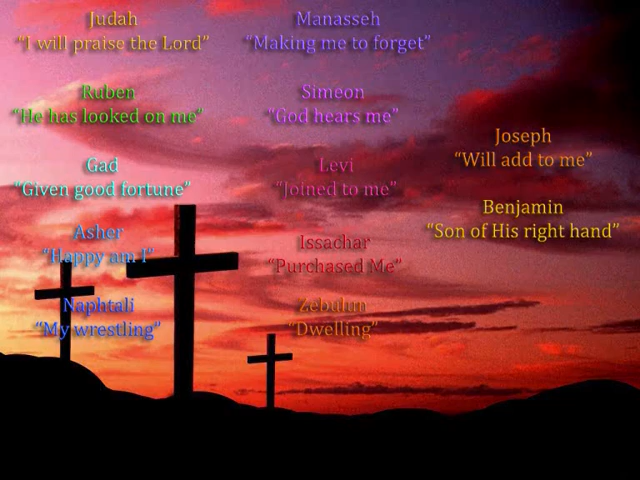 Judah
“I will praise the Lord”
Ruben
“He has looked on me”
Gad
“Given good fortune”
Asher
“Happy am I”
Naphtali
“My wrestling”
Manasseh
“Making me to forget”
Simeon
“God hears me”
Levi
“Joined to me”
Issachar
“Purchased Me”
Zebulun
“Dwelling”
Joseph
“Will add to me”
Benjamin
“Son of His right hand”